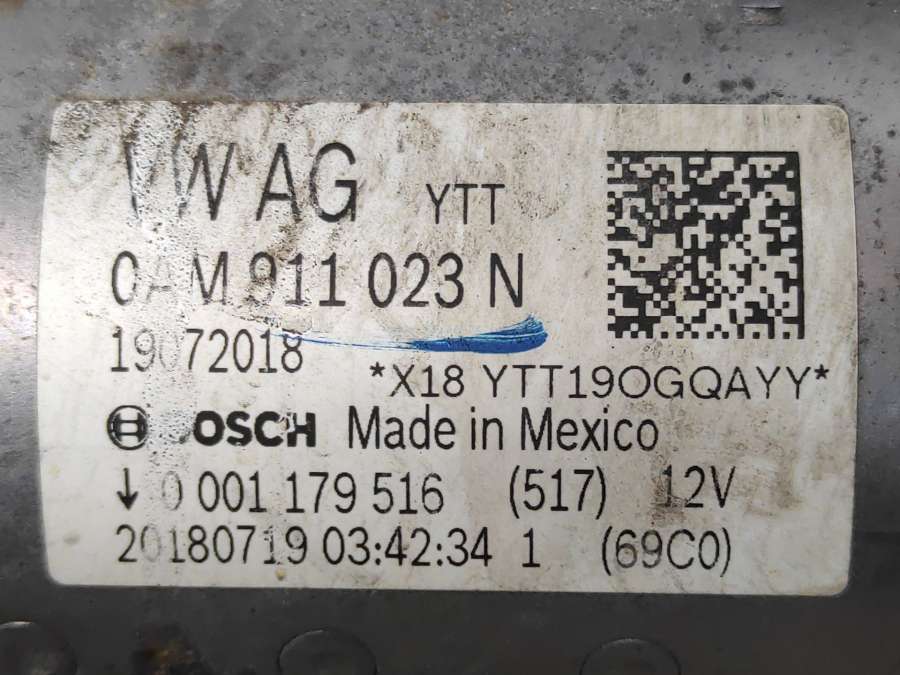 VW AG YTT
0AM 911 023 N
19072018
*X18 YTT19OGQAYY*
BOSCH Made in Mexico
↓ 0 001 179 516 (517) 12V
20180719 03:42:34 1 (69C0)